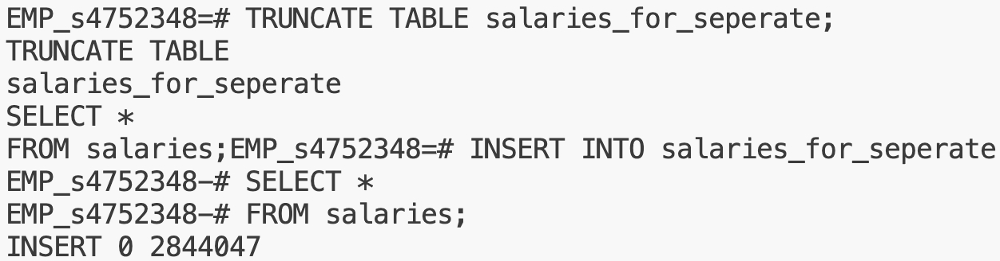 EMP_s4752348=# TRUNCATE TABLE salaries_for_seperate;
TRUNCATE TABLE
salaries_for_seperate
SELECT *
FROM salaries;EMP_s4752348=# INSERT INTO salaries_for_seperate
EMP_s4752348-# SELECT *
EMP_s4752348-# FROM salaries;
INSERT 0 2844047